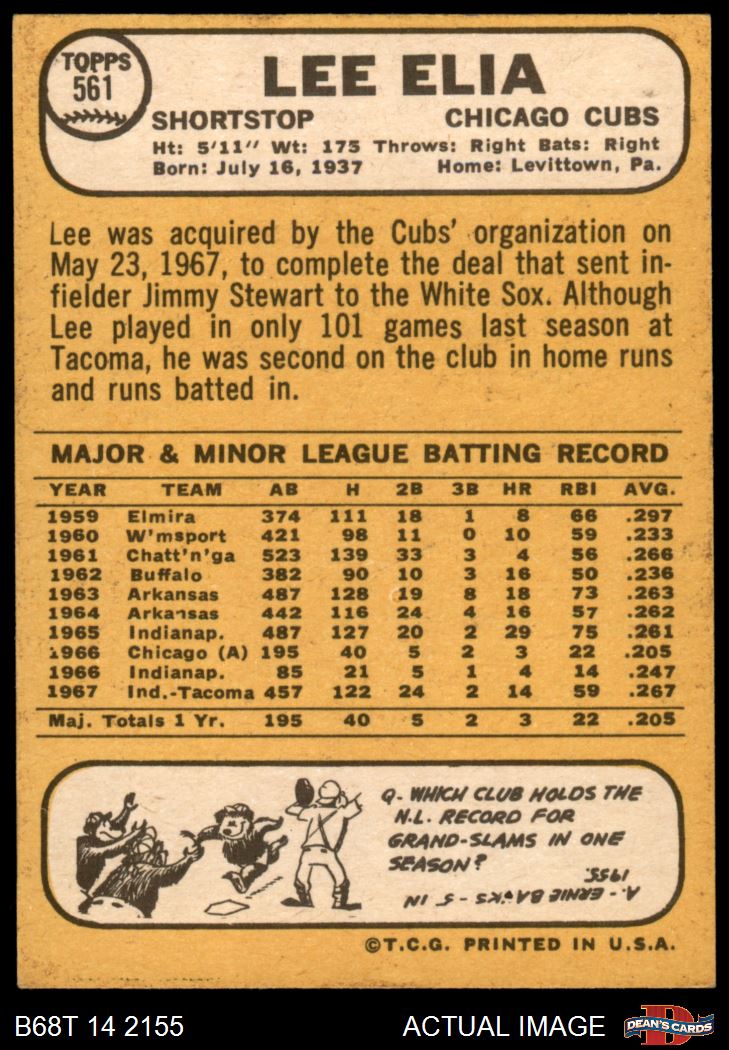 TOPPS
561
LEE ELIA
SHORTSTOP CHICAGO CUBS
Ht: 5'11" Wt: 175 Throws: Right Bats: Right
Born: July 16, 1937 Home: Levittown, Pa.
Lee was acquired by the Cubs' organization on
May 23, 1967, to complete the deal that sent in-
fielder Jimmy Stewart to the White Sox. Although
Lee played in only 101 games last season at
Tacoma, he was second on the club in home runs
and runs batted in.
MAJOR & MINOR LEAGUE BATTING RECORD
YEAR TEAM AB H 2B 3B HR RBI AVG.
1959 Elmira 374 111 18 1 8 66 .297
1960 W'msport 421 98 11 0 10 59 .233
1961 Chatt'n'ga 523 139 33 3 4 56 .266
1962 Buffalo 382 90 10 3 16 50 .236
1963 Arkansas 487 128 19 8 18 73 .263
1964 Arkansas 442 116 24 4 16 57 .262
1965 Indianap. 487 127 20 2 29 75 .261
1966 Chicago (A) 195 40 5 2 3 22 .205
1966 Indianap. 85 21 5 1 4 14 .247
1967 Ind.-Tacoma 457 122 24 2 14 59 .267
Maj. Totals 1 Yr. 195 40 5 2 3 22 .205
Q. WHICH CLUB HOLDS THE
N.L. RECORD FOR
GRAND-SLAMS IN ONE
SEASON?
A. ERNIE BANKS - 5 IN
1955.
©T.C.G. PRINTED IN U.S.A.
B68T 14 2155 ACTUAL IMAGE
DEAN'S CARDS